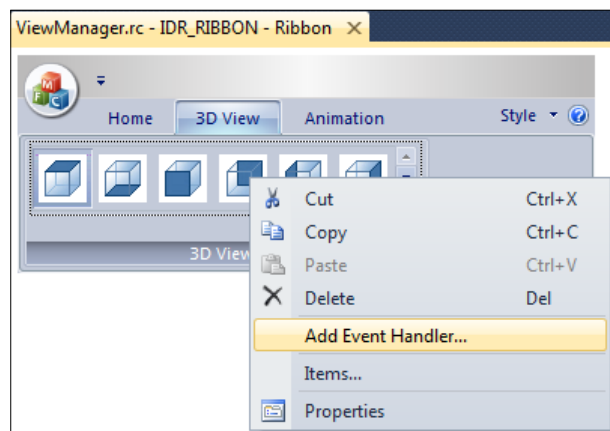 ViewManager.rc - IDR_RIBBON - Ribbon
M
F C
Home 3D View Animation Style
3D View
Cut Ctrl+X
Copy Ctrl+C
Paste Ctrl+V
Delete Del
Add Event Handler...
Items...
Properties